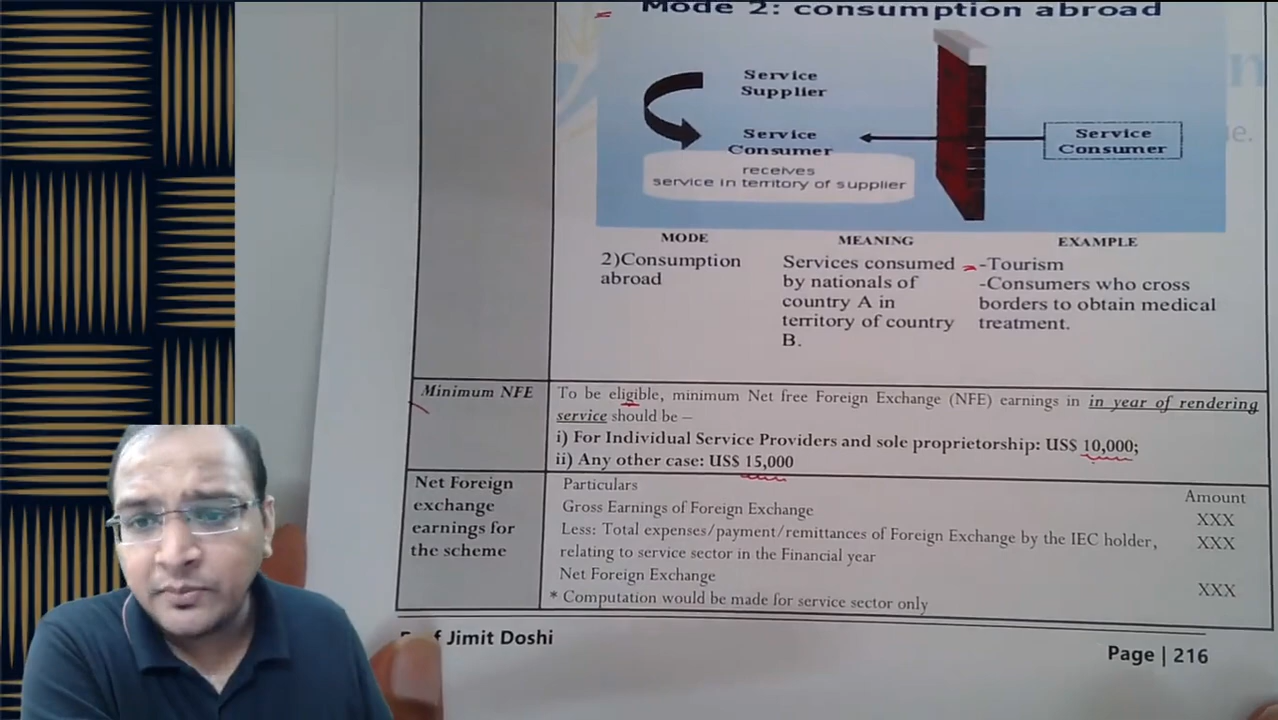 Mode 2: consumption abroad
Service
Supplier
Service
Consumer
receives
service in territory of supplier
Service
Consumer
MODE
MEANING
EXAMPLE
2)Consumption
abroad
Services consumed
by nationals of
country A in
territory of country
B.
-Tourism
-Consumers who cross
borders to obtain medical
treatment.
Minimum NFE
To be eligible, minimum Net free Foreign Exchange (NFE) earnings in in year of rendering
service should be –
i) For Individual Service Providers and sole proprietorship: US$ 10,000;
ii) Any other case: US$ 15,000
Net Foreign
exchange
earnings for
the scheme
Particulars
Amount
Gross Earnings of Foreign Exchange
XXX
Less: Total expenses/payment/remittances of Foreign Exchange by the IEC holder,
XXX
relating to service sector in the Financial year
Net Foreign Exchange
XXX
* Computation would be made for service sector only
Jimit Doshi
Page | 216